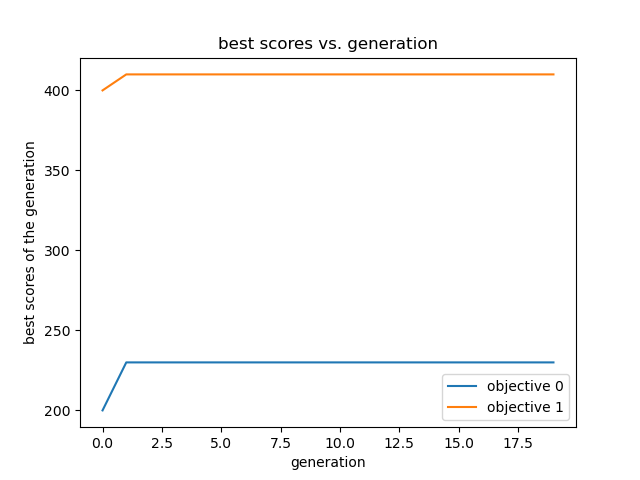 best scores vs. generation
best scores of the generation
400
350
300
250
200
objective 0
objective 1
0.0 2.5 5.0 7.5 10.0 12.5 15.0 17.5
generation